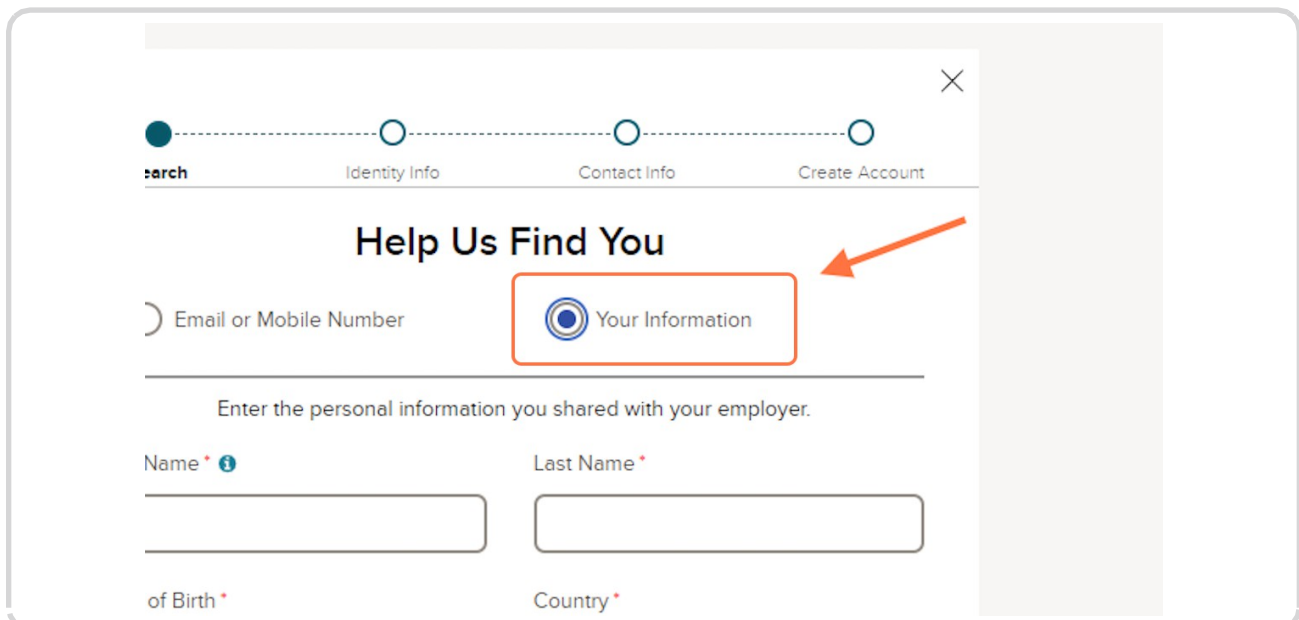 earch Identity Info Contact Info Create Account
Help Us Find You
Email or Mobile Number Your Information
Enter the personal information you shared with your employer.
Name * Last Name *
of Birth * Country *